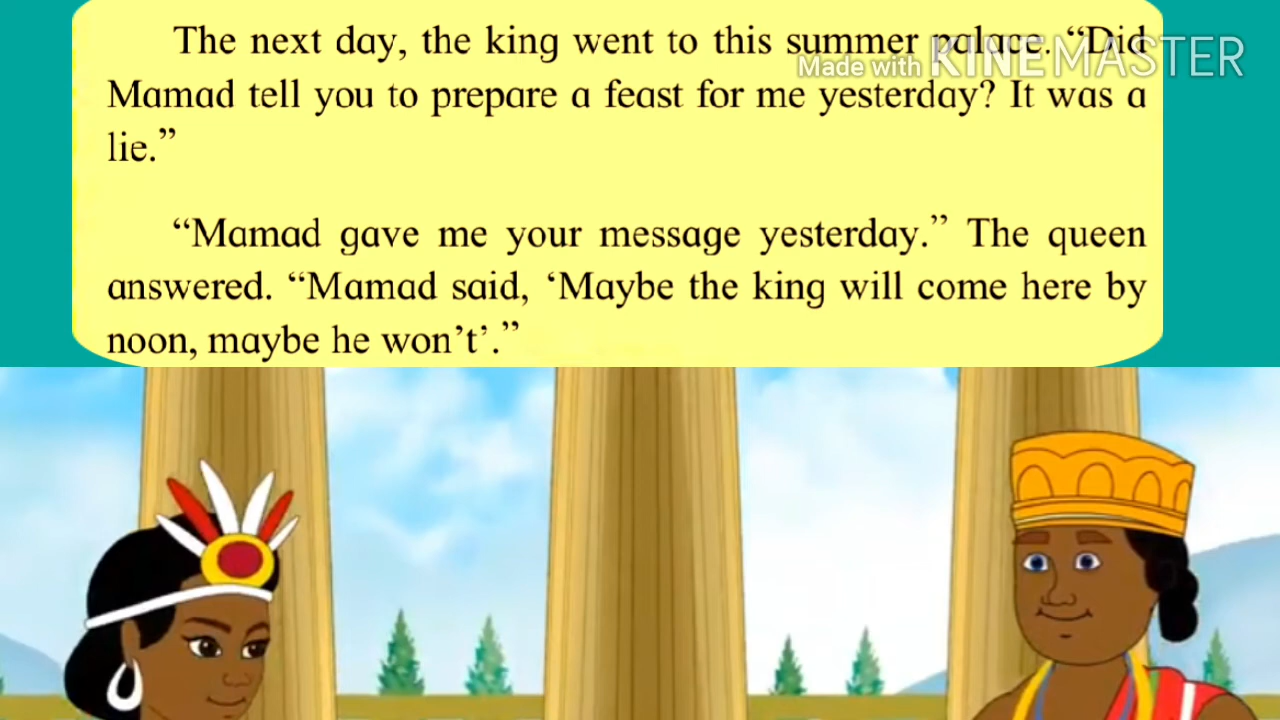 The next day, the king went to this summer palace. “Did
Made with KINEMASTER
Mamad tell you to prepare a feast for me yesterday? It was a
lie.”
“Mamad gave me your message yesterday.” The queen
answered. “Mamad said, ‘Maybe the king will come here by
noon, maybe he won’t’.”